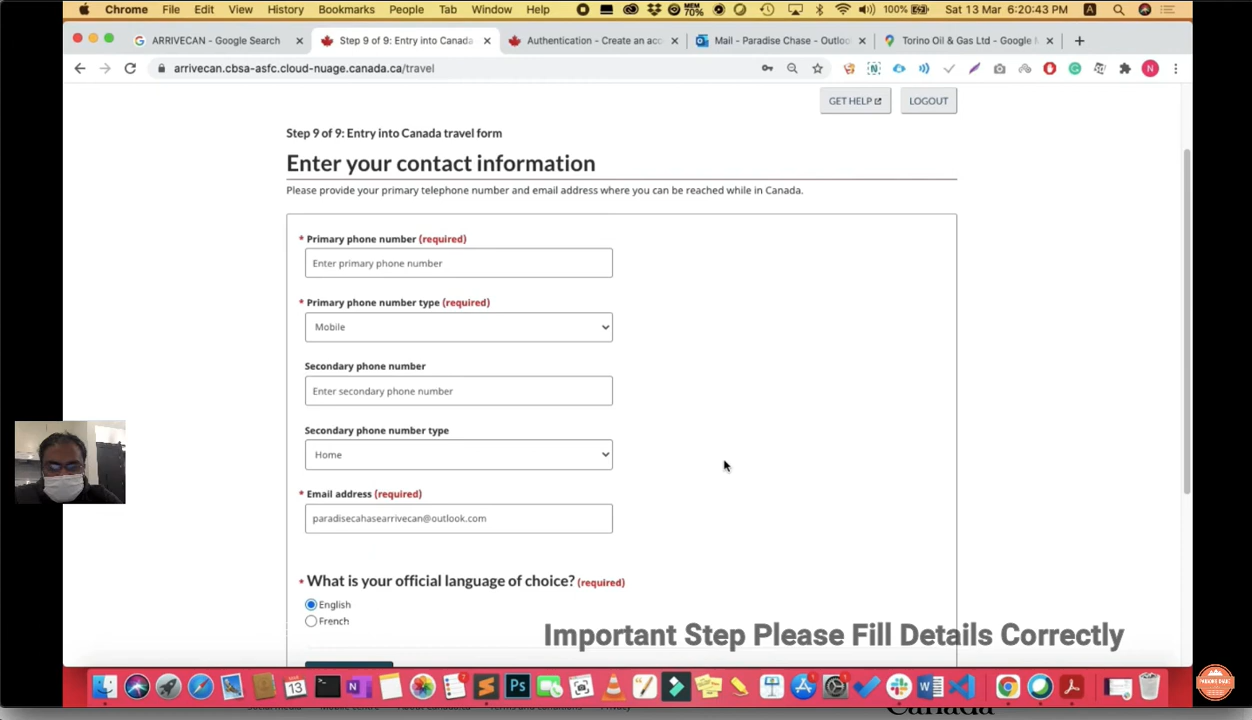 Chrome File Edit View History Bookmarks People Tab Window Help MEM 70% 100% Sat 13 Mar 6:20:43 PM A
ARRIVECAN - Google Search Step 9 of 9: Entry into Canada Authentication - Create an acc Mail - Paradise Chase - Outlo Torino Oil & Gas Ltd - Google
arrivecan.cbsa-asfc.cloud-nuage.canada.ca/travel
GET HELP LOGOUT
Step 9 of 9: Entry into Canada travel form
Enter your contact information
Please provide your primary telephone number and email address where you can be reached while in Canada.
* Primary phone number (required)
Enter primary phone number
* Primary phone number type (required)
Mobile
Secondary phone number
Enter secondary phone number
Secondary phone number type
Home
* Email address (required)
paradisecahasearrivecan@outlook.com
* What is your official language of choice? (required)
English
French
Important Step Please Fill Details Correctly